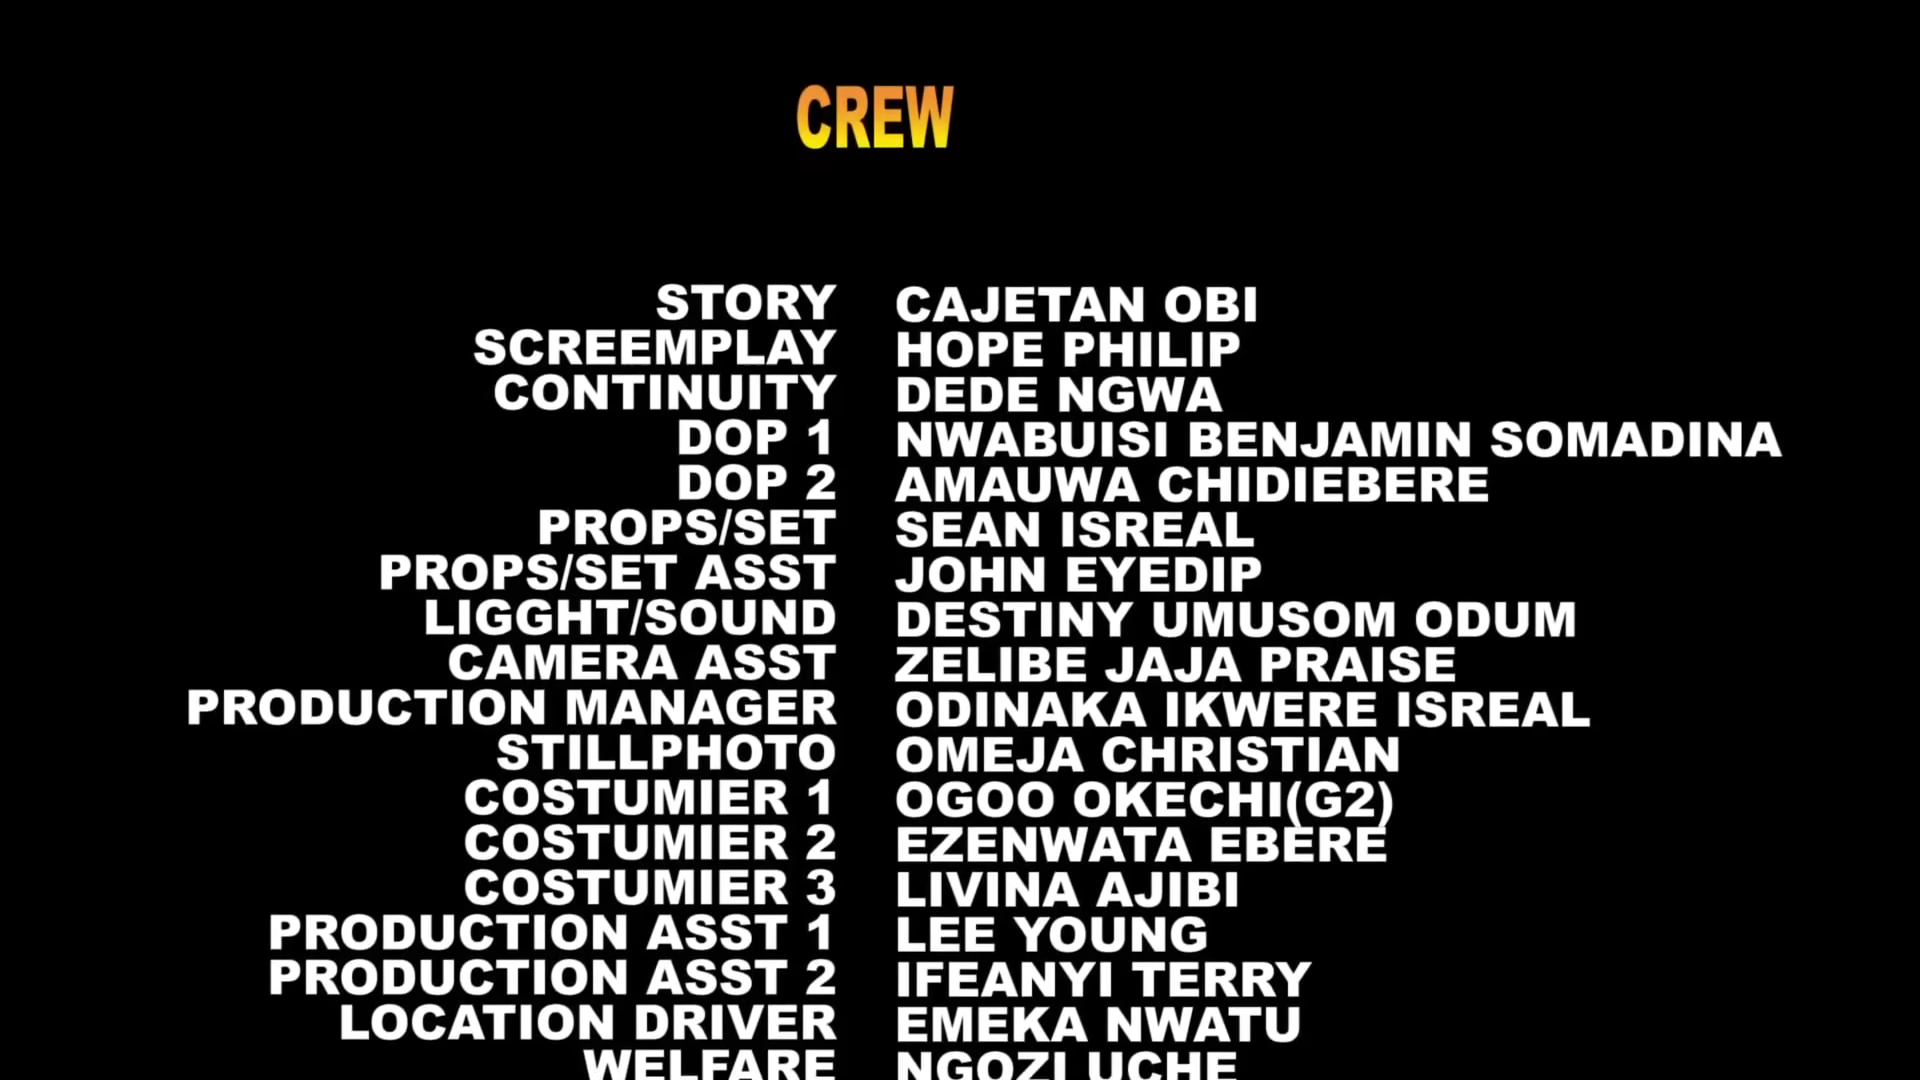 CREW
STORY CAJETAN OBI
SCREEMPLAY HOPE PHILIP
CONTINUITY DEDE NGWA
DOP 1 NWABUISI BENJAMIN SOMADINA
DOP 2 AMAUWA CHIDIEBERE
PROPS/SET SEAN ISREAL
PROPS/SET ASST JOHN EYEDIP
LIGGHT/SOUND DESTINY UMUSOM ODUM
CAMERA ASST ZELIBE JAJA PRAISE
PRODUCTION MANAGER ODINAKA IKWERE ISREAL
STILLPHOTO OMEJA CHRISTIAN
COSTUMIER 1 OGOO OKECHI(G2)
COSTUMIER 2 EZENWATA EBERE
COSTUMIER 3 LIVINA AJIBI
PRODUCTION ASST 1 LEE YOUNG
PRODUCTION ASST 2 IFEANYI TERRY
LOCATION DRIVER EMEKA NWATU
WELFARE NGOZI UCHE